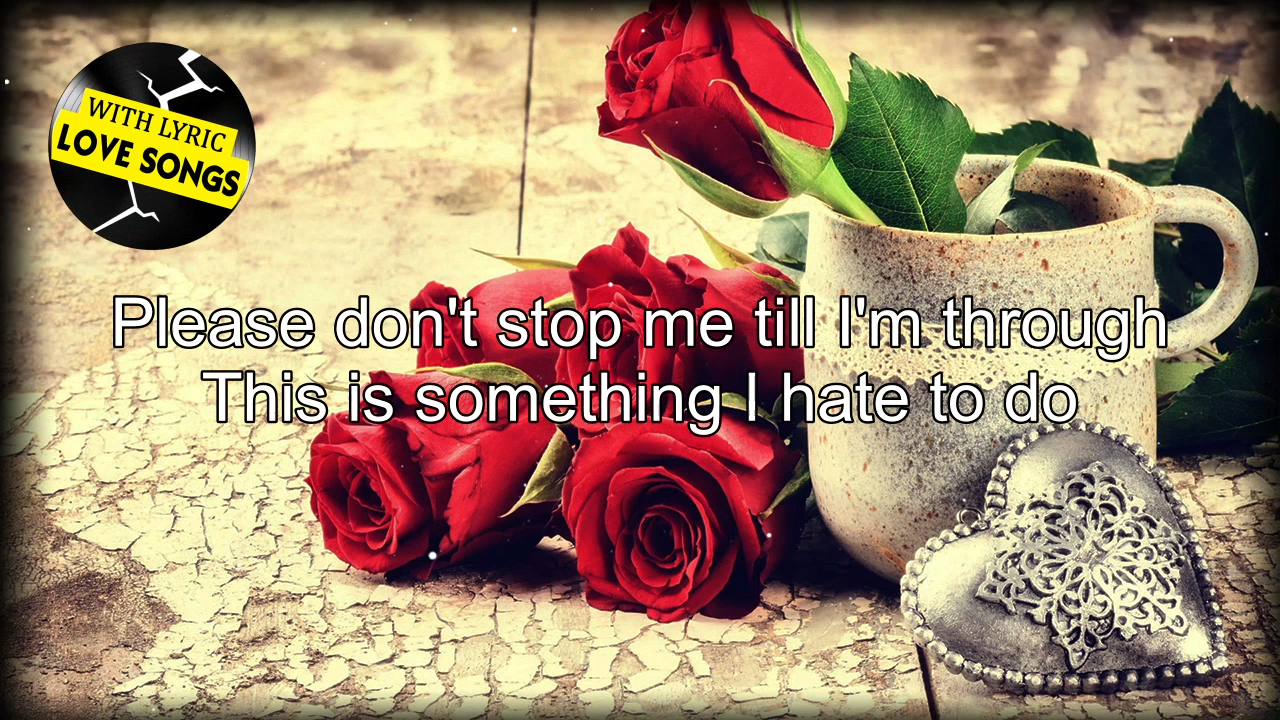 WITH LYRIC
LOVE SONGS
Please don't stop me till I'm through
This is something I hate to do